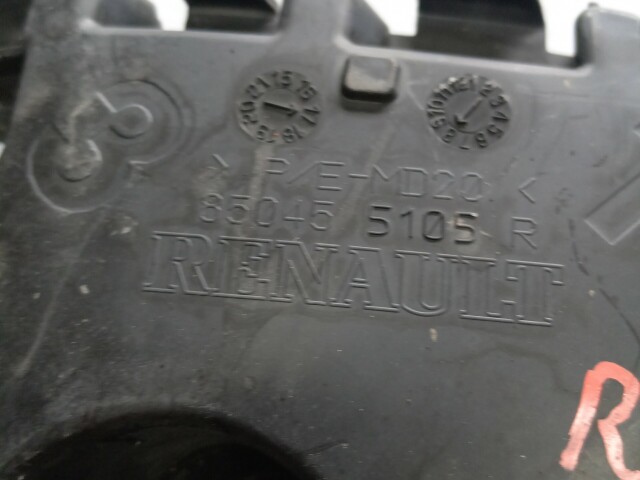 > P/E-MD20 <
85045 5105 R
RENAULT
R